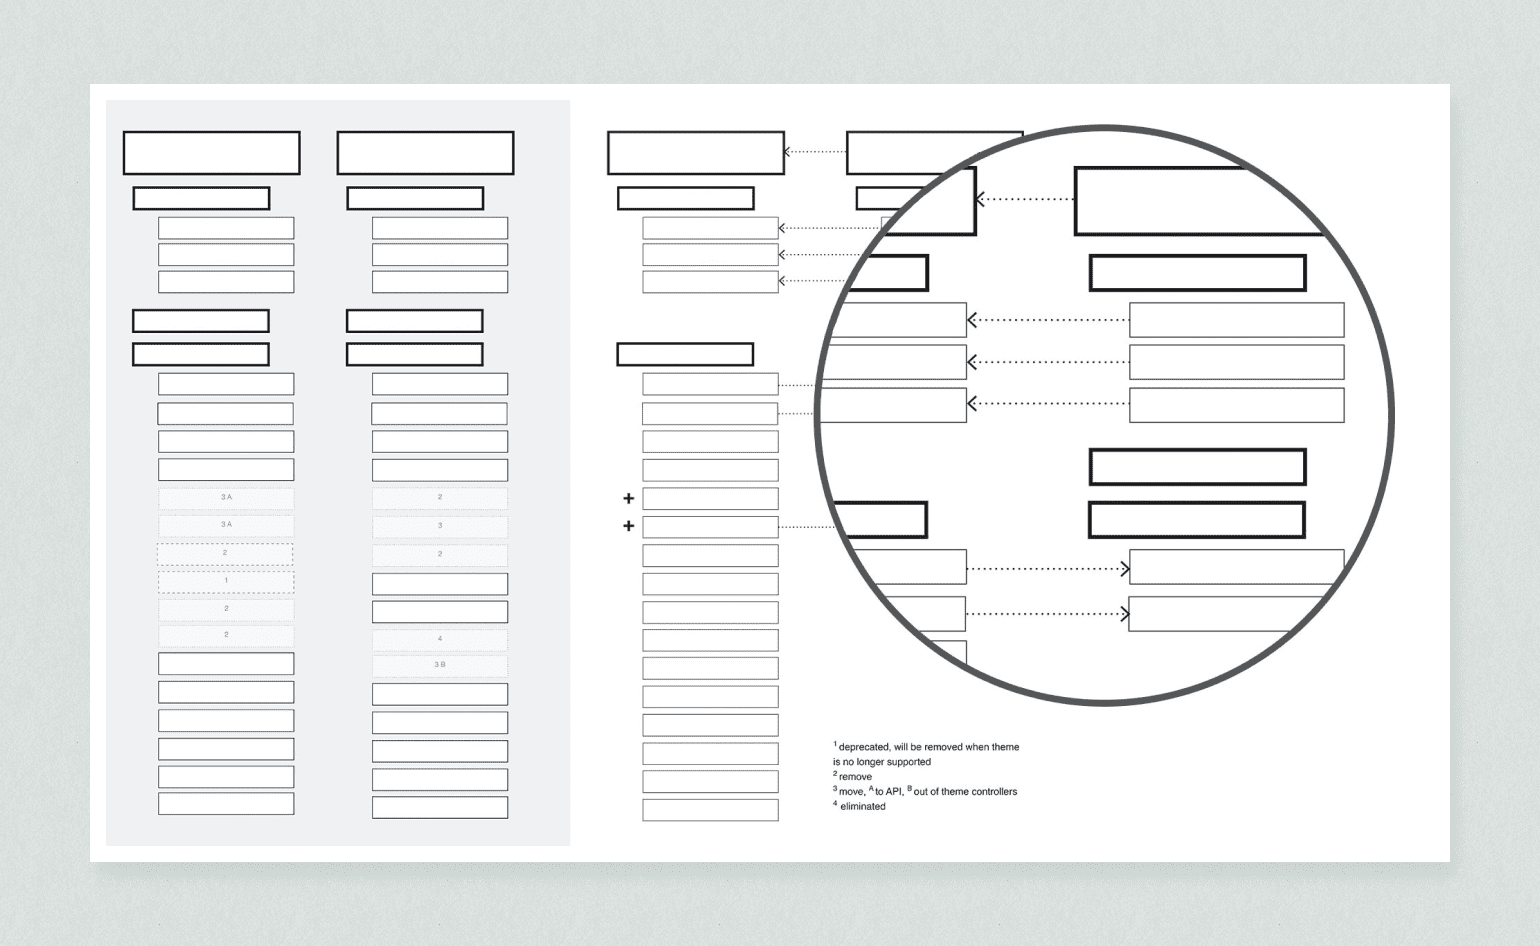 3 A
3 A
2
1
2
2
2
3
2
4
3 B
+
+
1 deprecated, will be removed when theme
is no longer supported
2 remove
3 move, A to API, B out of theme controllers
4 eliminated